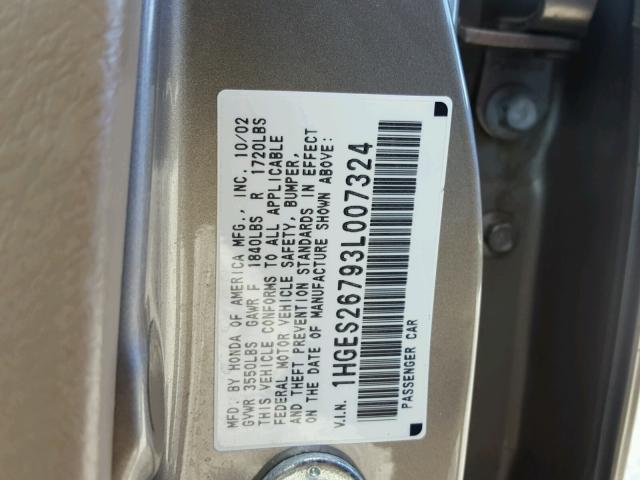 MFD. BY HONDA OF AMERICA MFG., INC. 10/02
GVWR 3550LBS GAWR F 1840LBS R 1720LBS
THIS VEHICLE CONFORMS TO ALL APPLICABLE
FEDERAL MOTOR VEHICLE SAFETY, BUMPER,
AND THEFT PREVENTION STANDARDS IN EFFECT
ON THE DATE OF MANUFACTURE SHOWN ABOVE:
V.I.N. 1HGES26793L007324
PASSENGER CAR